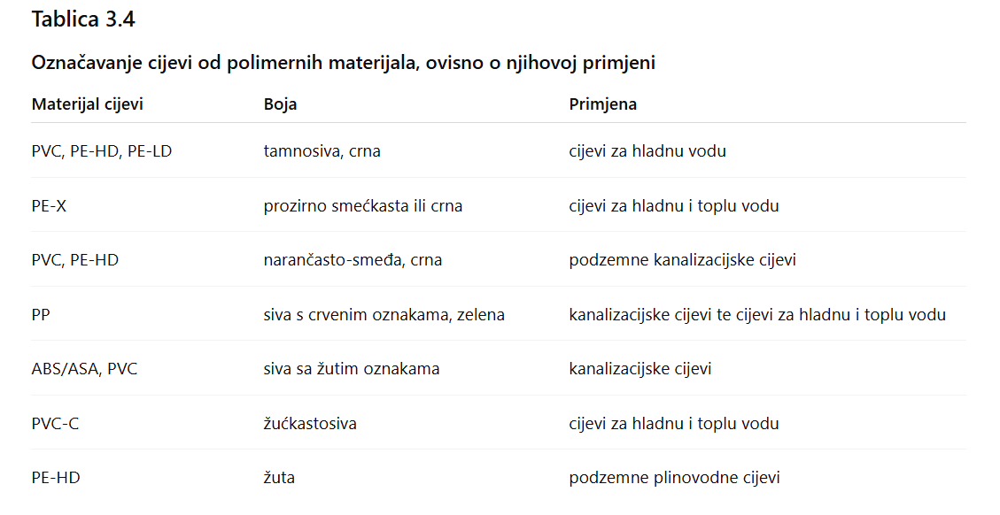 Tablica 3.4
Označavanje cijevi od polimernih materijala, ovisno o njihovoj primjeni
Materijal cijevi Boja Primjena
PVC, PE-HD, PE-LD tamnosiva, crna cijevi za hladnu vodu
PE-X prozirno smećkasta ili crna cijevi za hladnu i toplu vodu
PVC, PE-HD narančasto-smeđa, crna podzemne kanalizacijske cijevi
PP siva s crvenim oznakama, zelena kanalizacijske cijevi te cijevi za hladnu i toplu vodu
ABS/ASA, PVC siva sa žutim oznakama kanalizacijske cijevi
PVC-C žućkastosiva cijevi za hladnu i toplu vodu
PE-HD žuta podzemne plinovodne cijevi